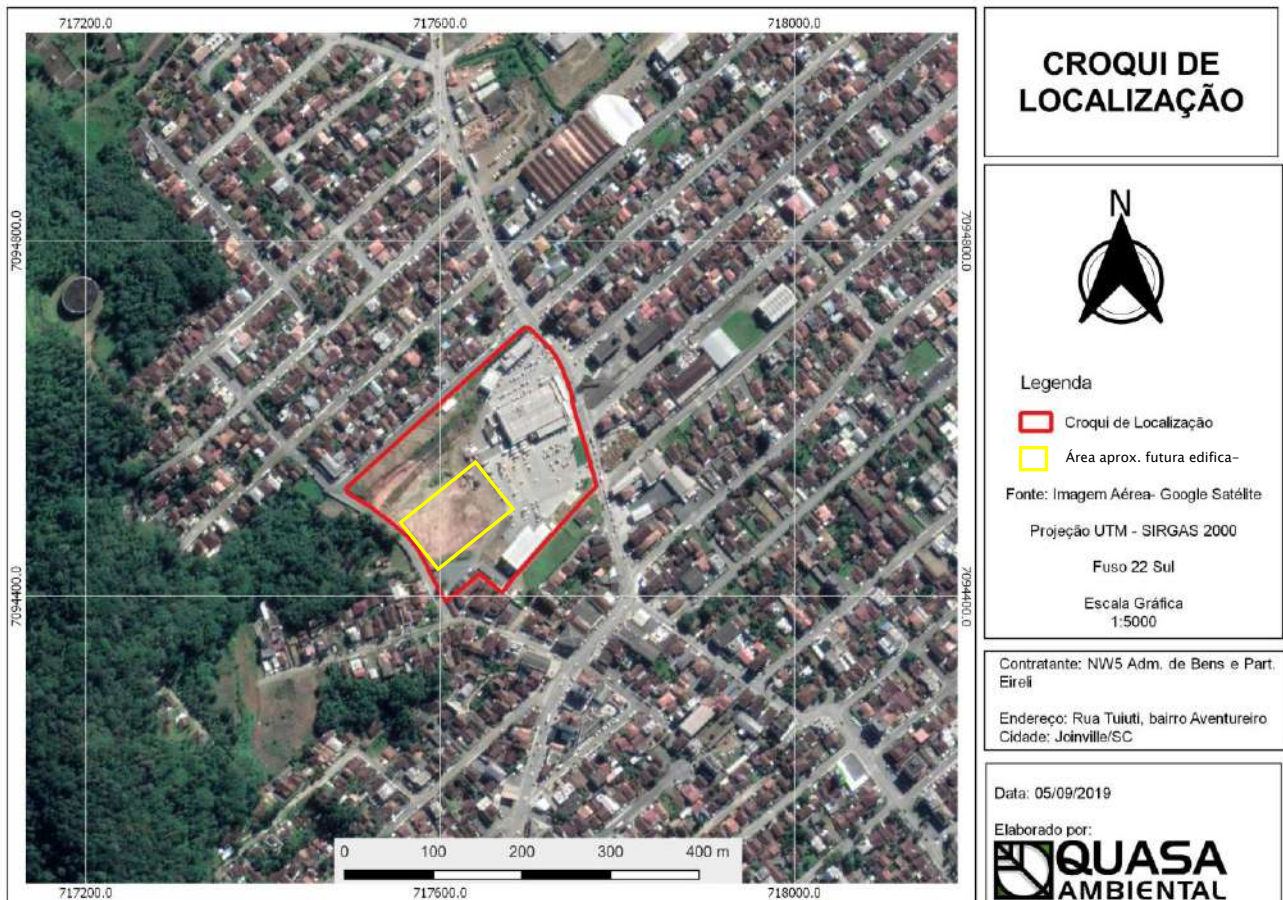 717200.0
717600.0
718000.0
7094800.0
7094800.0
7094400.0
7094400.0
0
100
200
300
400 m
717200.0
717600.0
718000.0
CROQUI DE
LOCALIZAÇÃO
N
Legenda
Croqui de Localização
Área aprox. futura edifica-
Fonte: Imagem Aérea- Google Satélite
Projeção UTM - SIRGAS 2000
Fuso 22 Sul
Escala Gráfica
1:5000
Contratante: NW5 Adm. de Bens e Part.
Eireli
Endereço: Rua Tuiuti, bairro Aventureiro
Cidade: Joinville/SC
Data: 05/09/2019
Elaborado por:
QUASA
AMBIENTAL